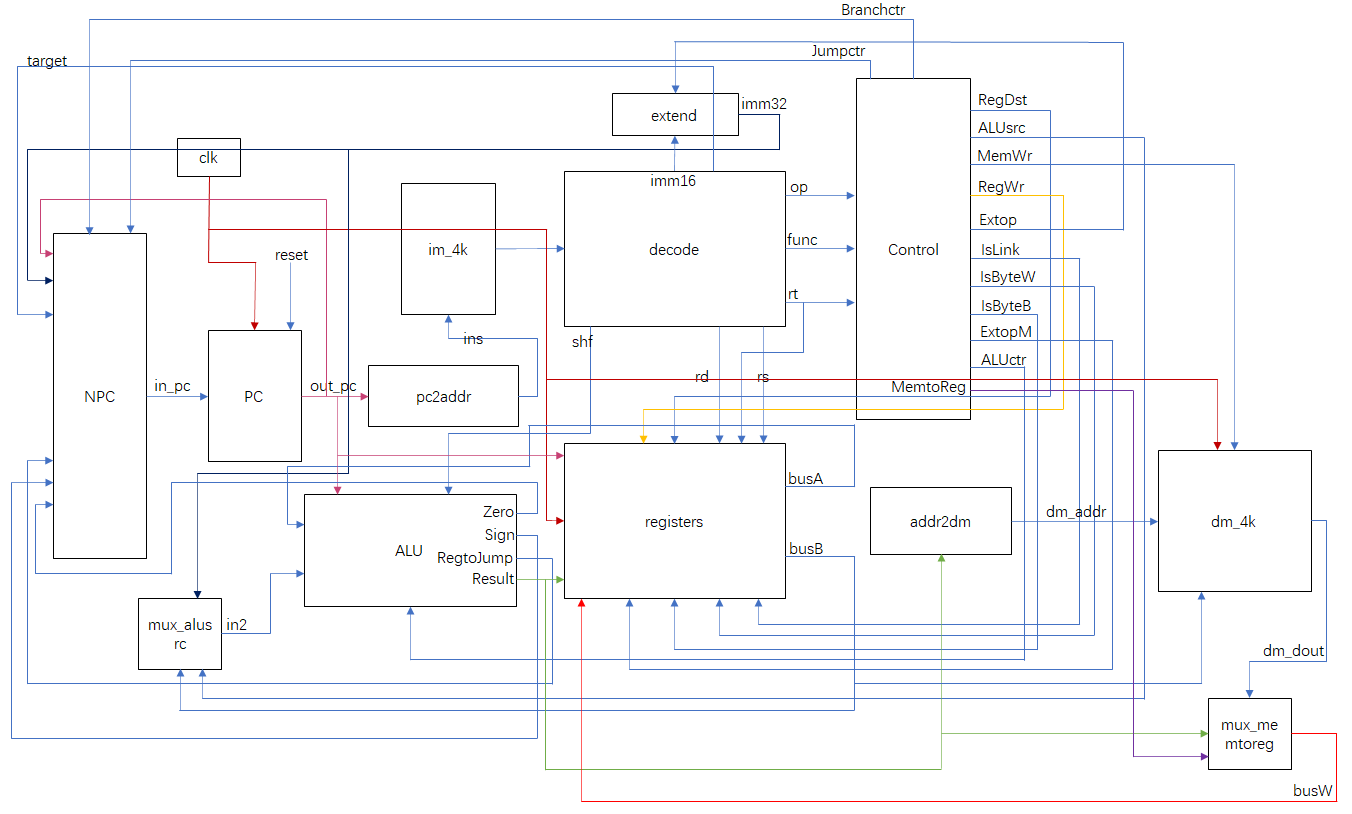 Branchctr
Jumpctr
target
extend
imm32
RegDst
ALUsrc
clk
MemWr
imm16
op
RegWr
Extop
im_4k
decode
func
Control
IsLink
reset
IsByteW
rt
IsByteB
ExtopM
ins
shf
ALUctr
rd
rs
MemtoReg
NPC
in_pc
PC
out_pc
pc2addr
busA
Zero
dm_addr
registers
addr2dm
dm_4k
Sign
ALU
busB
RegtoJump
Result
mux_alus
rc
in2
dm_dout
mux_me
mtoreg
busW